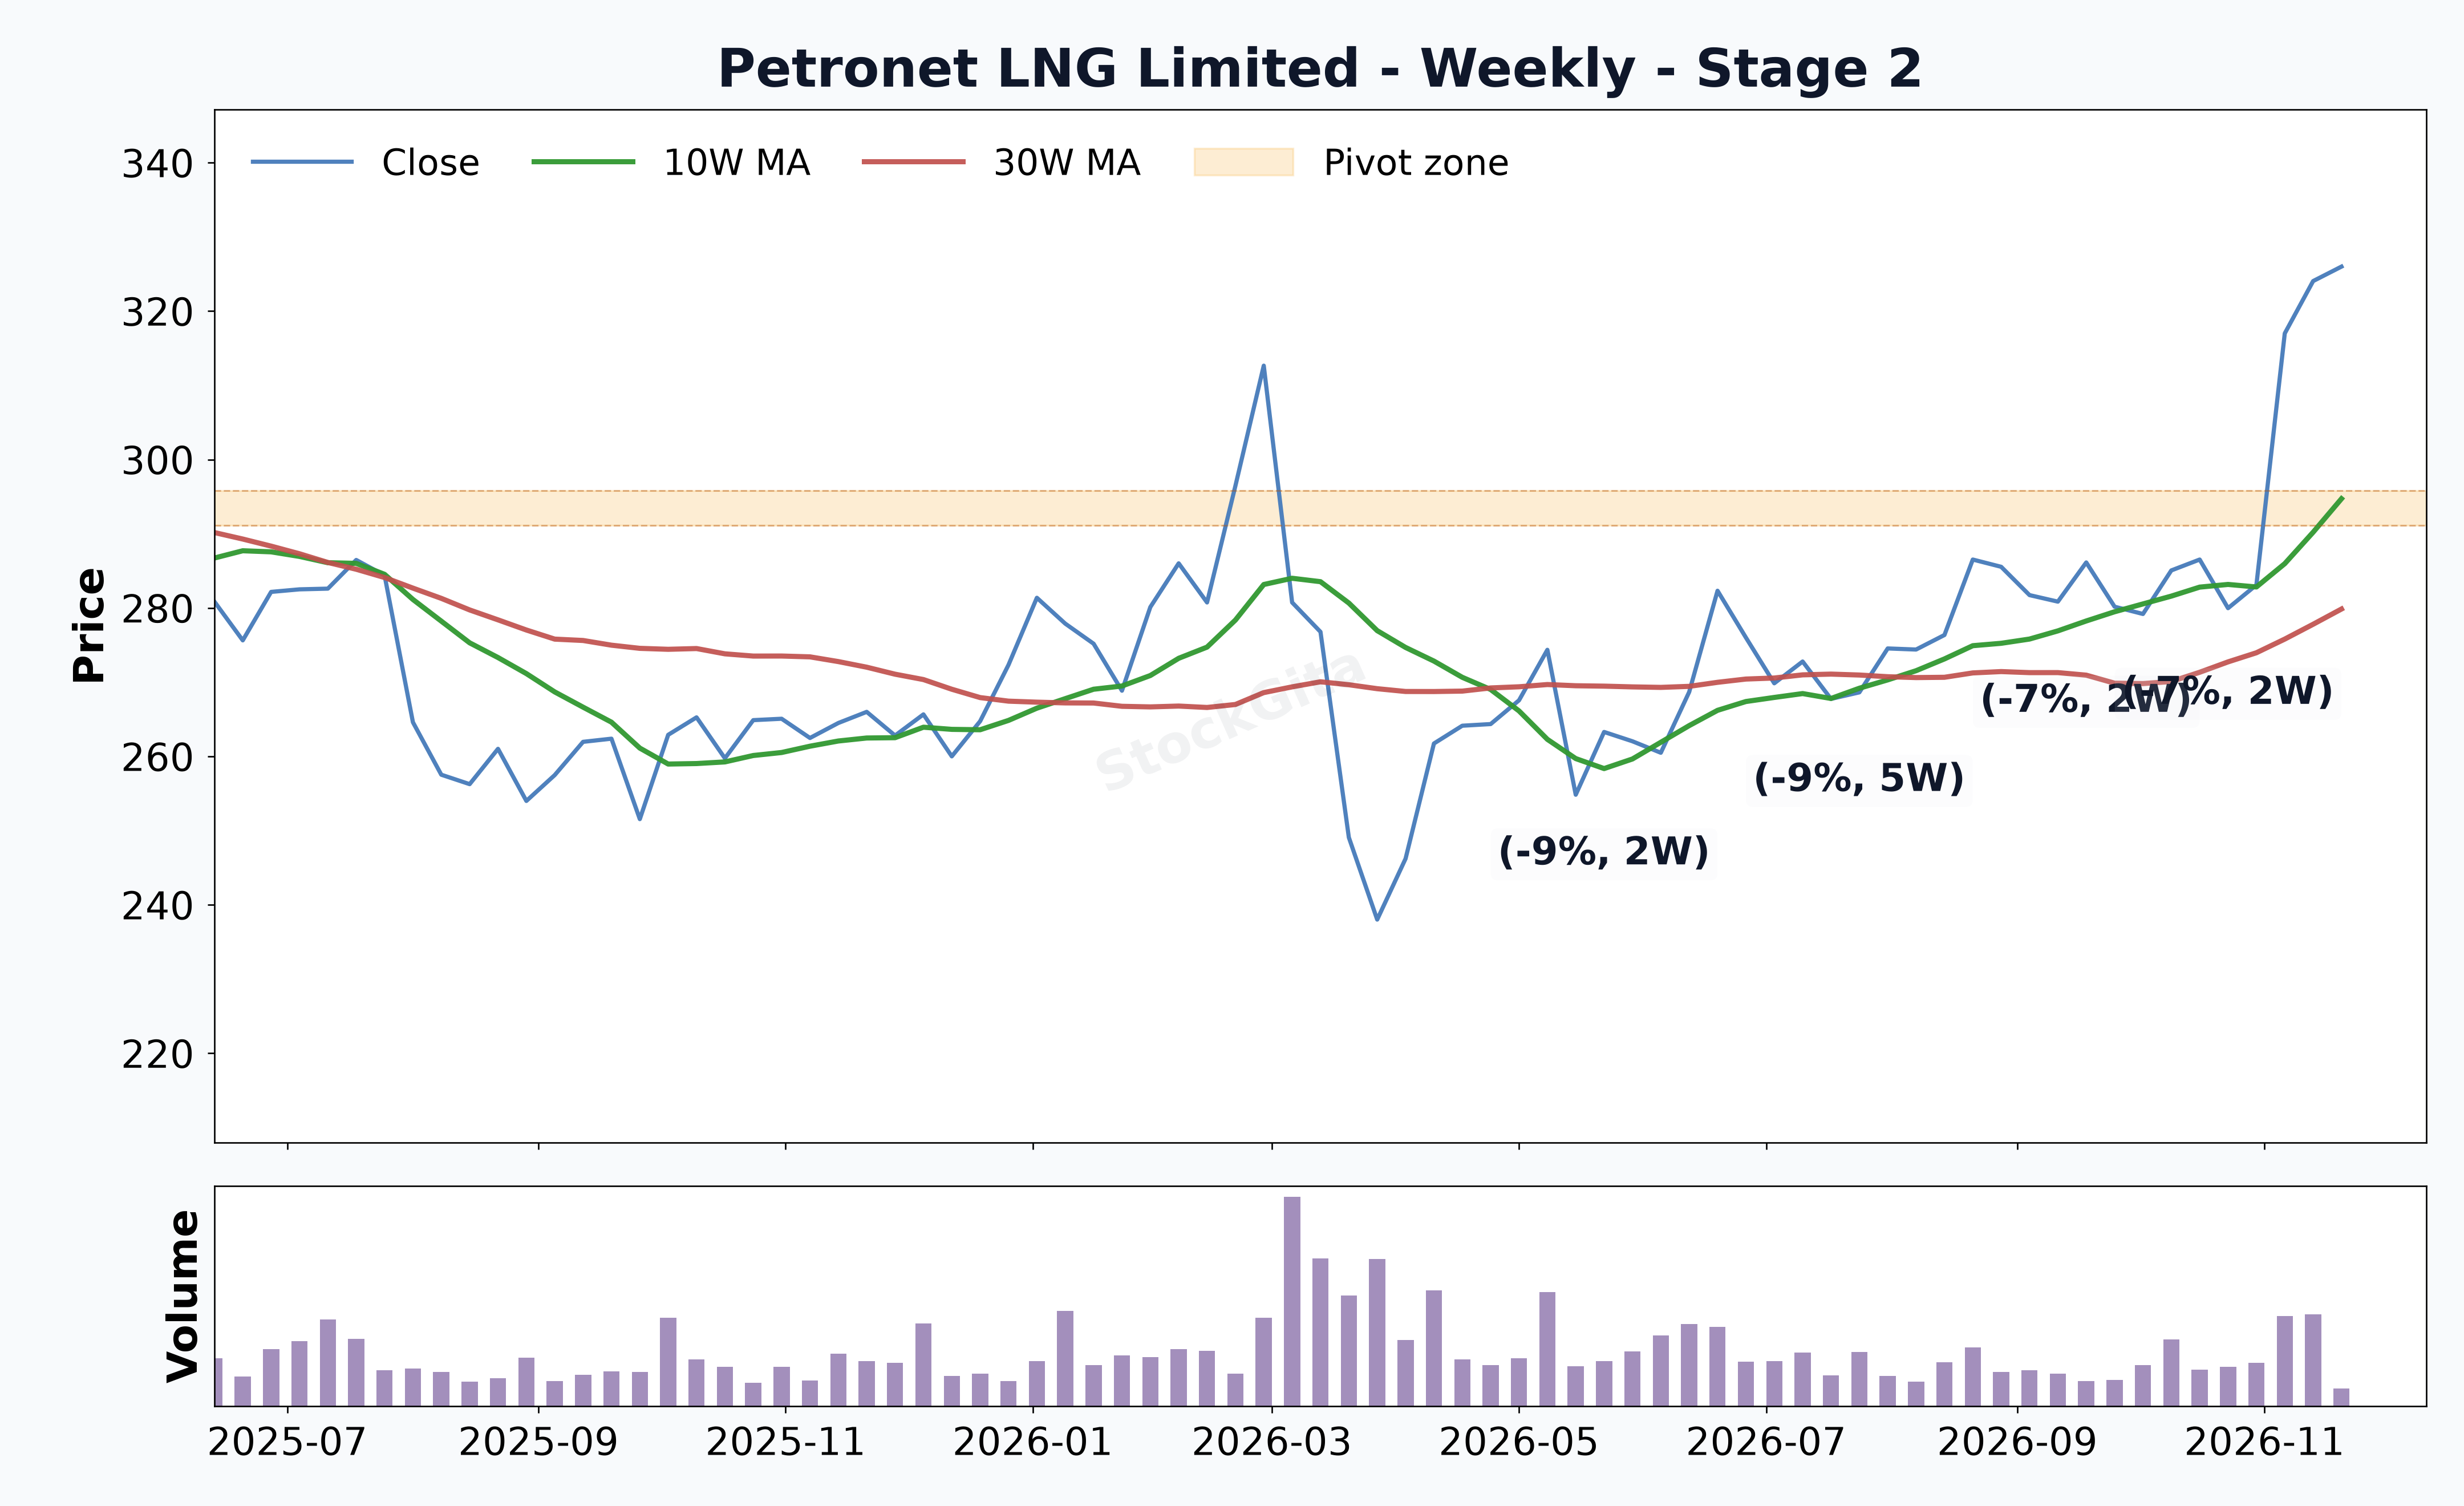 Petronet LNG Limited - Weekly - Stage 2
Close 10W MA 30W MA Pivot zone
340
320
300
280
260
240
220
Price
StockGita
(-9%, 2W)
(-9%, 5W)
(-7%, 2W)
(-7%, 2W)
Volume
2025-07 2025-09 2025-11 2026-01 2026-03 2026-05 2026-07 2026-09 2026-11